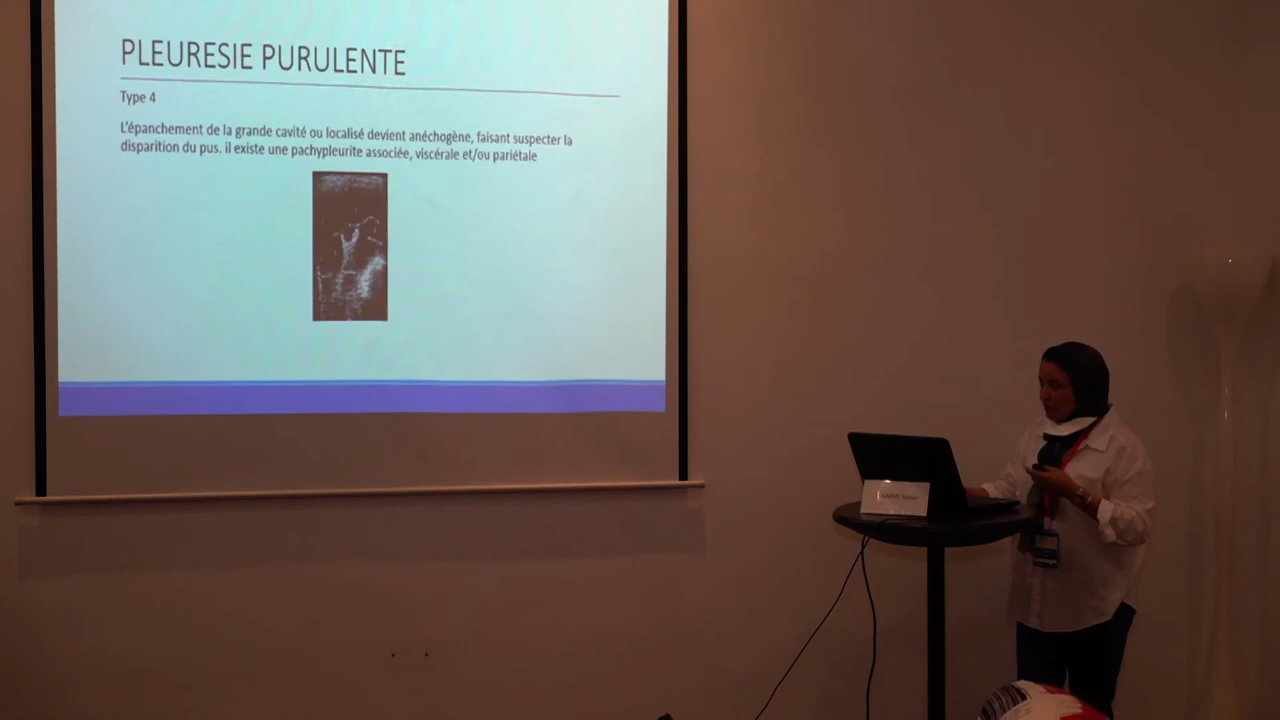 PLEURESIE PURULENTE
Type 4
L'épanchement de la grande cavité ou localisé devient anéchogène, faisant suspecter la
disparition du pus. il existe une pachypleurite associée, viscérale et/ou pariétale